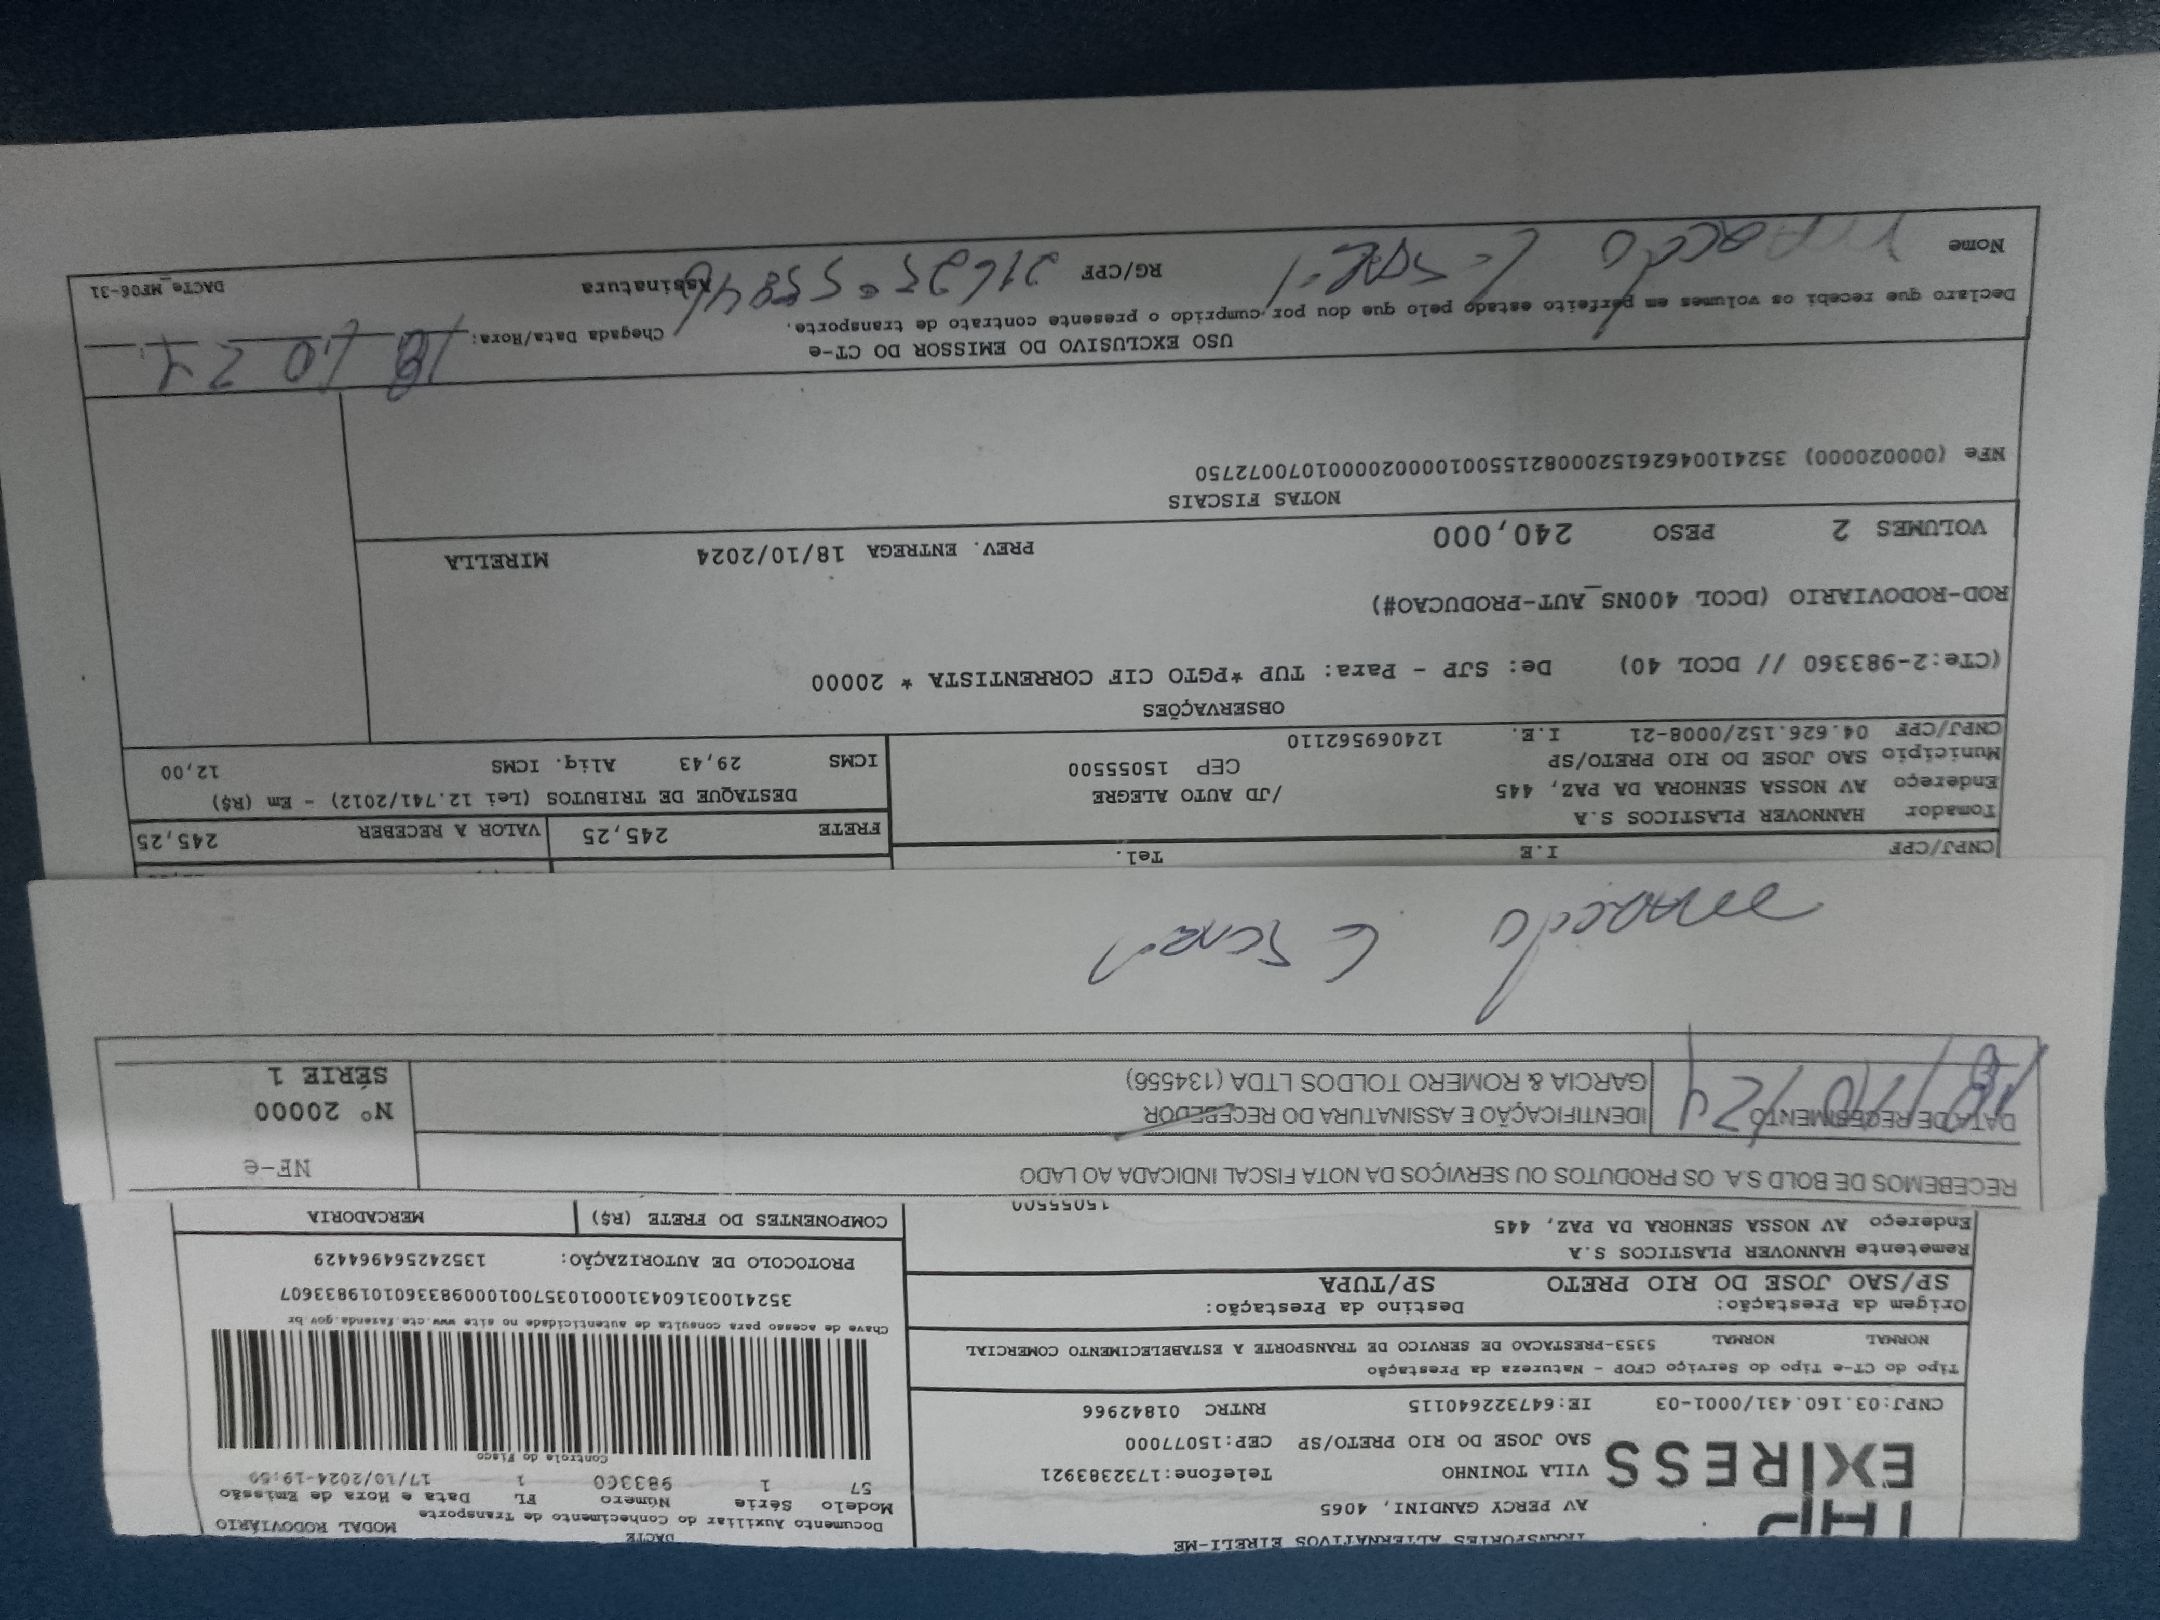 TRANSPORTES ALTERNATIVOS EIRELI-ME
THP
EXPRESS
AV PERCY GANDINI, 4065
VILA TONINHO Telefone:1732383921
SAO JOSE DO RIO PRETO/SP CEP:15077000
CNPJ:03.160.431/0001-03 IE:647322640115 RNTRC 01842966
DACTE
Documento Auxiliar do Conhecimento de Transporte
MODAL RODOVIÁRIO
Modelo Série Número FL Data e Hora de Emissão
57 1 983360 1 17/10/2024-19:50
Controle do Fisco
Chave de acesso para consulta de autenticidade no site www.cte.fazenda.gov.br
35241003160431000103570010009833601019833607
PROTOCOLO DE AUTORIZAÇÃO: 135242564964429
Tipo do CT-e Tipo do Serviço CFOP - Natureza da Prestação
NORMAL NORMAL 5353-PRESTACAO DE SERVICO DE TRANSPORTE A ESTABELECIMENTO COMERCIAL
Origem da Prestação: Destino da Prestação:
SP/SAO JOSE DO RIO PRETO SP/TUPA
Remetente HANNOVER PLASTICOS S.A
Endereço AV NOSSA SENHORA DA PAZ, 445
15055500
COMPONENTES DO FRETE (R$) MERCADORIA
RECEBEMOS DE BOLD S.A. OS PRODUTOS OU SERVIÇOS DA NOTA FISCAL INDICADA AO LADO
NF-e
Nº 20000
SÉRIE 1
DATA DE RECEBIMENTO
18/10/24
IDENTIFICAÇÃO E ASSINATURA DO RECEBEDOR
GARCIA & ROMERO TOLDOS LTDA (134556)
CNPJ/CPF I.E Tel.
Tomador HANNOVER PLASTICOS S.A
Endereço AV NOSSA SENHORA DA PAZ, 445 /JD AUTO ALEGRE
Município SAO JOSE DO RIO PRETO/SP CEP 15055500
CNPJ/CPF 04.626.152/0008-21 I.E. 124069562110
FRETE 245,25 VALOR A RECEBER 245,25
DESTAQUE DE TRIBUTOS (Lei 12.741/2012) - Em (R$)
ICMS 29,43 Aliq. ICMS 12,00
OBSERVAÇÕES
(CTe:2-983360 // DCOL 40) De: SJP - Para: TUP *PGTO CIF CORRENTISTA * 20000
ROD-RODOVIARIO (DCOL 400NS_AUT-PRODUCAO#)
VOLUMES 2 PESO 240,000 PREV. ENTREGA 18/10/2024 MIRELLA
NOTAS FISCAIS
NFe (000020000) 35241004626152000821550010000200001070072750
USO EXCLUSIVO DO EMISSOR DO CT-e
Declaro que recebi os volumes em perfeito estado pelo que dou por cumprido o presente contrato de transporte.
Chegada Data/Hora: 18 10 24
Nome RG/CPF Assinatura
DACTe_MF06-31